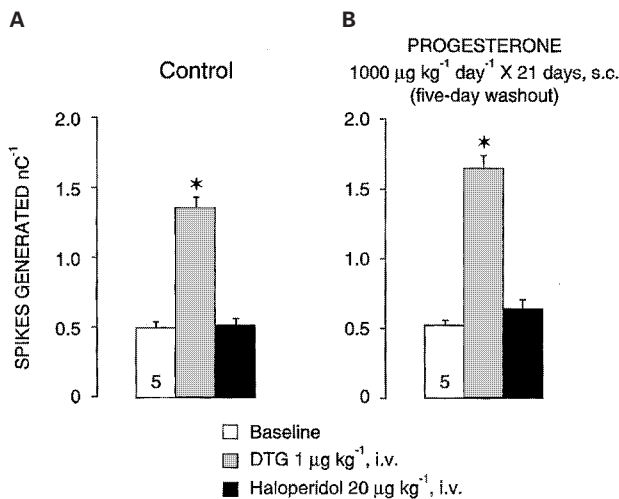 A
Control
SPIKES GENERATED nC⁻¹
2.0
1.5
1.0
0.5
0
*
5
B
PROGESTERONE
1000 µg kg⁻¹ day⁻¹ X 21 days, s.c.
(five-day washout)
2.0
1.5
1.0
0.5
0
*
5
Baseline
DTG 1 µg kg⁻¹, i.v.
Haloperidol 20 µg kg⁻¹, i.v.